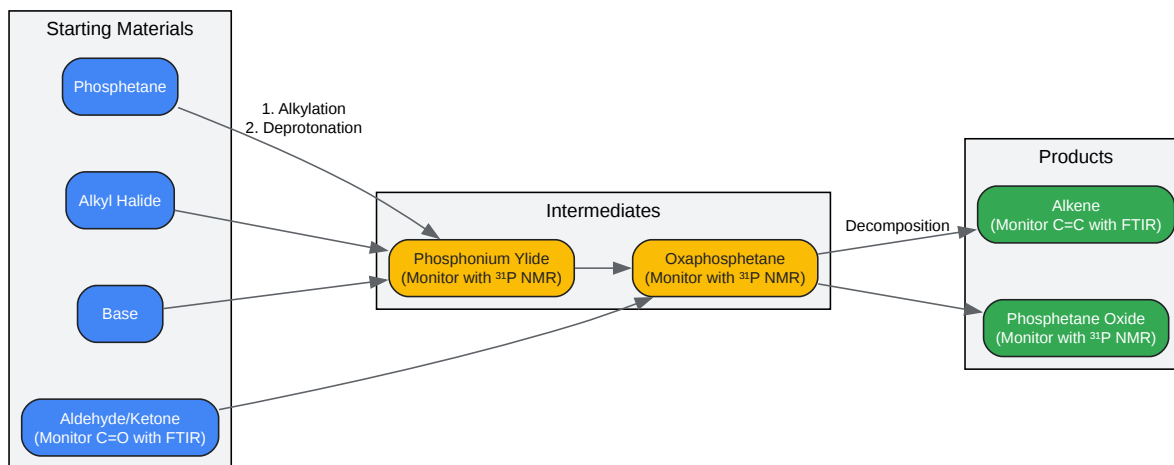 Starting Materials
Phosphetane
Alkyl Halide
Base
Aldehyde/Ketone
(Monitor C=O with FTIR)
1. Alkylation
2. Deprotonation
Intermediates
Phosphonium Ylide
(Monitor with ³¹P NMR)
Oxaphosphetane
(Monitor with ³¹P NMR)
Decomposition
Products
Alkene
(Monitor C=C with FTIR)
Phosphetane Oxide
(Monitor with ³¹P NMR)